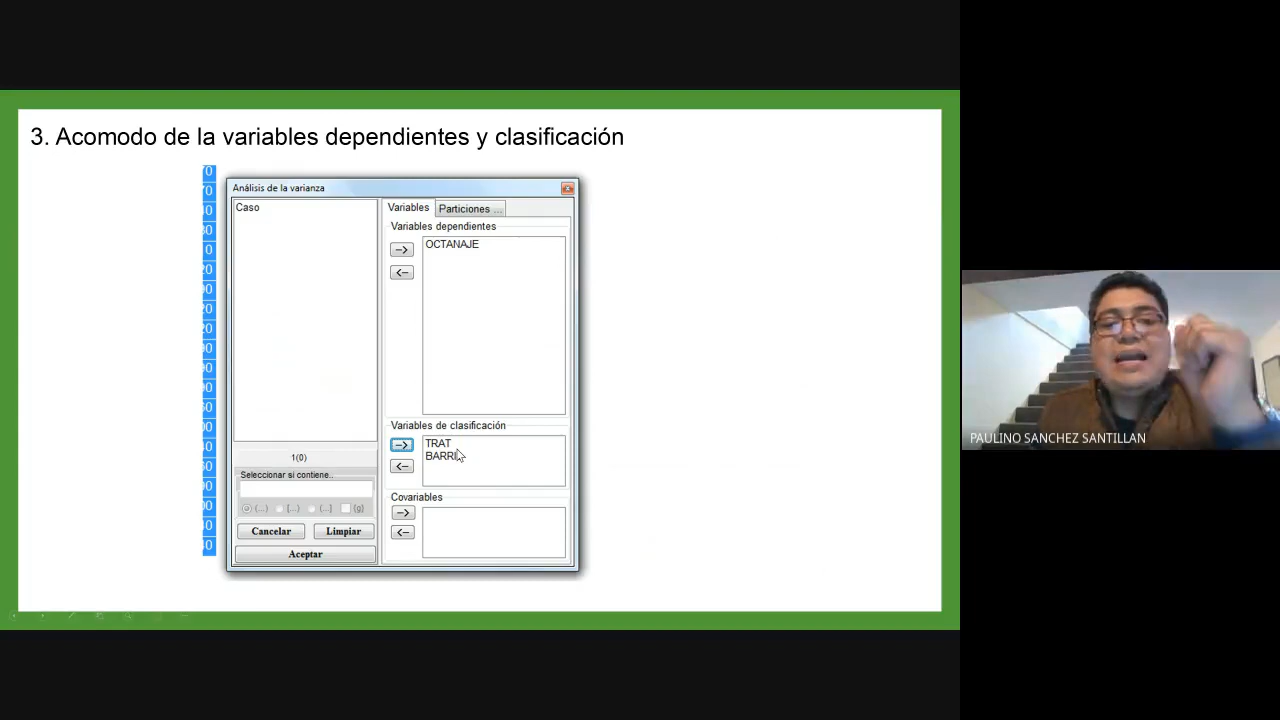 3. Acomodo de la variables dependientes y clasificación
Análisis de la varianza
Caso
Variables
Particiones ...
Variables dependientes
OCTANAJE
Variables de clasificación
TRAT
1(0)
Seleccionar si contiene..
(...)
[...)
(...]
{g}
Covariables
Cancelar
Limpiar
Aceptar
PAULINO SANCHEZ SANTILLAN